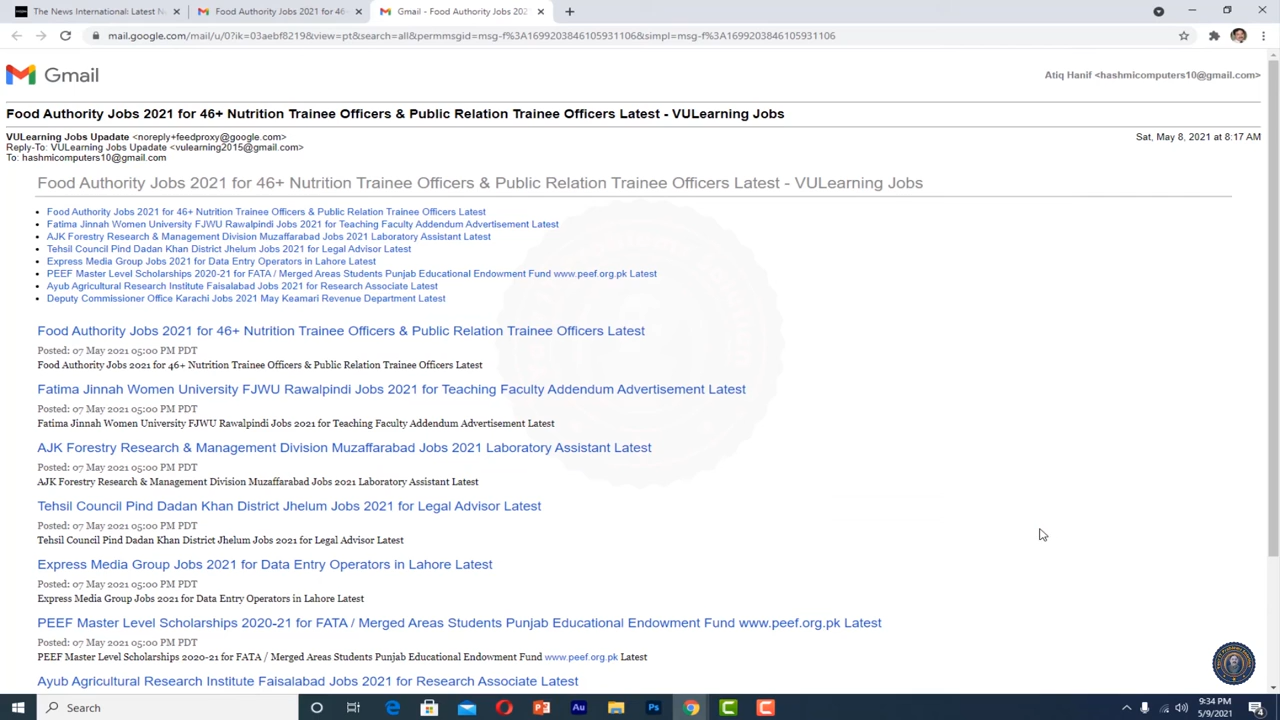 The News International: Latest N
Food Authority Jobs 2021 for 46+
Gmail - Food Authority Jobs 202
mail.google.com/mail/u/0?ik=03aebf8219&view=pt&search=all&permmsgid=msg-f%3A1699203846105931106&simpl=msg-f%3A1699203846105931106
Gmail
Atiq Hanif <hashmicomputers10@gmail.com>
Food Authority Jobs 2021 for 46+ Nutrition Trainee Officers & Public Relation Trainee Officers Latest - VULearning Jobs
VULearning Jobs Upadate <noreply+feedproxy@google.com>
Sat, May 8, 2021 at 8:17 AM
Reply-To: VULearning Jobs Upadate <vulearning2015@gmail.com>
To: hashmicomputers10@gmail.com
Food Authority Jobs 2021 for 46+ Nutrition Trainee Officers & Public Relation Trainee Officers Latest - VULearning Jobs
Food Authority Jobs 2021 for 46+ Nutrition Trainee Officers & Public Relation Trainee Officers Latest
Fatima Jinnah Women University FJWU Rawalpindi Jobs 2021 for Teaching Faculty Addendum Advertisement Latest
AJK Forestry Research & Management Division Muzaffarabad Jobs 2021 Laboratory Assistant Latest
Tehsil Council Pind Dadan Khan District Jhelum Jobs 2021 for Legal Advisor Latest
Express Media Group Jobs 2021 for Data Entry Operators in Lahore Latest
PEEF Master Level Scholarships 2020-21 for FATA / Merged Areas Students Punjab Educational Endowment Fund www.peef.org.pk Latest
Ayub Agricultural Research Institute Faisalabad Jobs 2021 for Research Associate Latest
Deputy Commissioner Office Karachi Jobs 2021 May Keamari Revenue Department Latest
Food Authority Jobs 2021 for 46+ Nutrition Trainee Officers & Public Relation Trainee Officers Latest
Posted: 07 May 2021 05:00 PM PDT
Food Authority Jobs 2021 for 46+ Nutrition Trainee Officers & Public Relation Trainee Officers Latest
Fatima Jinnah Women University FJWU Rawalpindi Jobs 2021 for Teaching Faculty Addendum Advertisement Latest
Posted: 07 May 2021 05:00 PM PDT
Fatima Jinnah Women University FJWU Rawalpindi Jobs 2021 for Teaching Faculty Addendum Advertisement Latest
AJK Forestry Research & Management Division Muzaffarabad Jobs 2021 Laboratory Assistant Latest
Posted: 07 May 2021 05:00 PM PDT
AJK Forestry Research & Management Division Muzaffarabad Jobs 2021 Laboratory Assistant Latest
Tehsil Council Pind Dadan Khan District Jhelum Jobs 2021 for Legal Advisor Latest
Posted: 07 May 2021 05:00 PM PDT
Tehsil Council Pind Dadan Khan District Jhelum Jobs 2021 for Legal Advisor Latest
Express Media Group Jobs 2021 for Data Entry Operators in Lahore Latest
Posted: 07 May 2021 05:00 PM PDT
Express Media Group Jobs 2021 for Data Entry Operators in Lahore Latest
PEEF Master Level Scholarships 2020-21 for FATA / Merged Areas Students Punjab Educational Endowment Fund www.peef.org.pk Latest
Posted: 07 May 2021 05:00 PM PDT
PEEF Master Level Scholarships 2020-21 for FATA / Merged Areas Students Punjab Educational Endowment Fund www.peef.org.pk Latest
Ayub Agricultural Research Institute Faisalabad Jobs 2021 for Research Associate Latest
Search
9:34 PM
5/9/2021
4